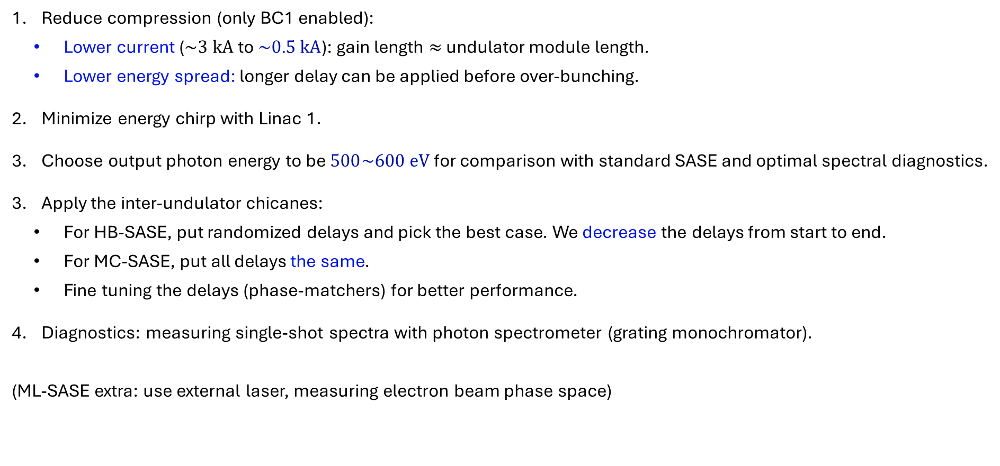 1. Reduce compression (only BC1 enabled):
• Lower current (~3 kA to ~0.5 kA): gain length ≈ undulator module length.
• Lower energy spread: longer delay can be applied before over-bunching.
2. Minimize energy chirp with Linac 1.
3. Choose output photon energy to be 500~600 eV for comparison with standard SASE and optimal spectral diagnostics.
3. Apply the inter-undulator chicanes:
• For HB-SASE, put randomized delays and pick the best case. We decrease the delays from start to end.
• For MC-SASE, put all delays the same.
• Fine tuning the delays (phase-matchers) for better performance.
4. Diagnostics: measuring single-shot spectra with photon spectrometer (grating monochromator).
(ML-SASE extra: use external laser, measuring electron beam phase space)